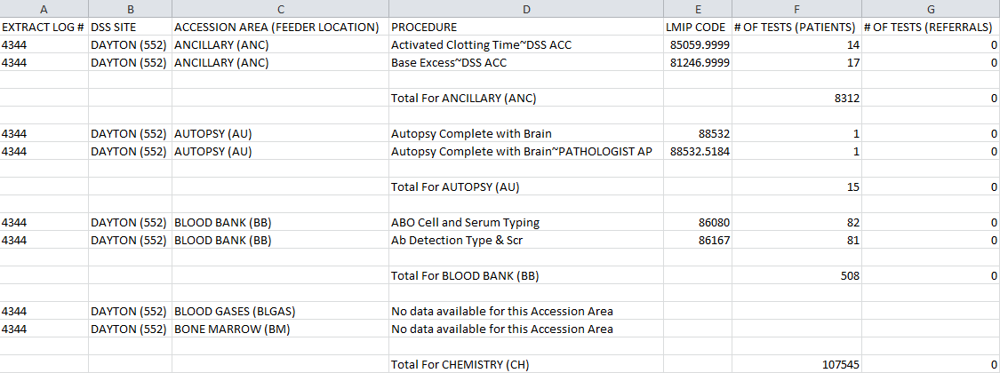 A B C D E F G
EXTRACT LOG # DSS SITE ACCESSION AREA (FEEDER LOCATION) PROCEDURE LMIP CODE # OF TESTS (PATIENTS) # OF TESTS (REFERRALS)
4344 DAYTON (552) ANCILLARY (ANC) Activated Clotting Time~DSS ACC 85059.9999 14 0
4344 DAYTON (552) ANCILLARY (ANC) Base Excess~DSS ACC 81246.9999 17 0
Total For ANCILLARY (ANC) 8312 0
4344 DAYTON (552) AUTOPSY (AU) Autopsy Complete with Brain 88532 1 0
4344 DAYTON (552) AUTOPSY (AU) Autopsy Complete with Brain~PATHOLOGIST AP 88532.5184 1 0
Total For AUTOPSY (AU) 15 0
4344 DAYTON (552) BLOOD BANK (BB) ABO Cell and Serum Typing 86080 82 0
4344 DAYTON (552) BLOOD BANK (BB) Ab Detection Type & Scr 86167 81 0
Total For BLOOD BANK (BB) 508 0
4344 DAYTON (552) BLOOD GASES (BLGAS) No data available for this Accession Area
4344 DAYTON (552) BONE MARROW (BM) No data available for this Accession Area
Total For CHEMISTRY (CH) 107545 0